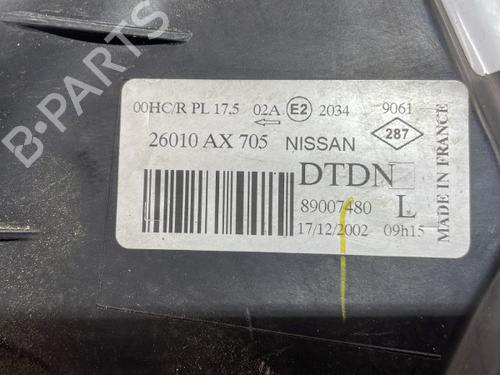 00HC/R PL 17,5 02A E2 2034 9061
26010 AX 705 NISSAN
287
DTDN
89007480 L
17/12/2002 09h15
MADE IN FRANCE
B-PARTS